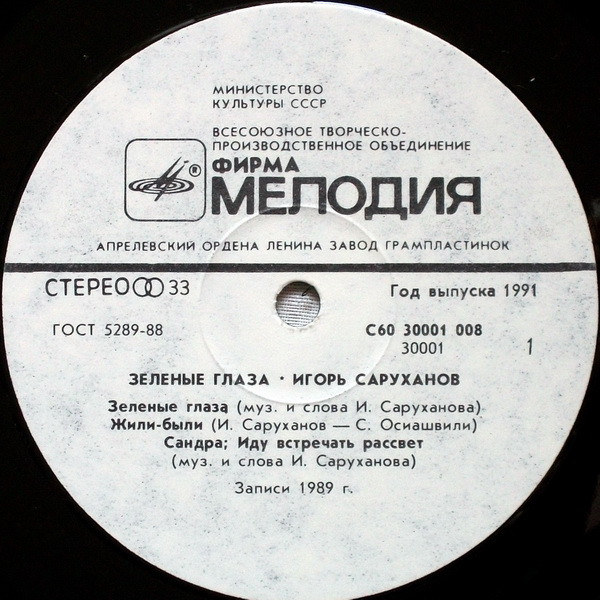 МИНИСТЕРСТВО
КУЛЬТУРЫ СССР
ВСЕСОЮЗНОЕ ТВОРЧЕСКО-
ПРОИЗВОДСТВЕННОЕ ОБЪЕДИНЕНИЕ
®
ФИРМА
МЕЛОДИЯ
АПРЕЛЕВСКИЙ ОРДЕНА ЛЕНИНА ЗАВОД ГРАМПЛАСТИНОК
СТЕРЕО 33
Год выпуска 1991
ГОСТ 5289-88
С60 30001 008
30001
1
ЗЕЛЕНЫЕ ГЛАЗА · ИГОРЬ САРУХАНОВ
Зеленые глаза (муз. и слова И. Саруханова)
Жили-были (И. Саруханов — С. Осиашвили)
Сандра; Иду встречать рассвет
(муз. и слова И. Саруханова)
Записи 1989 г.